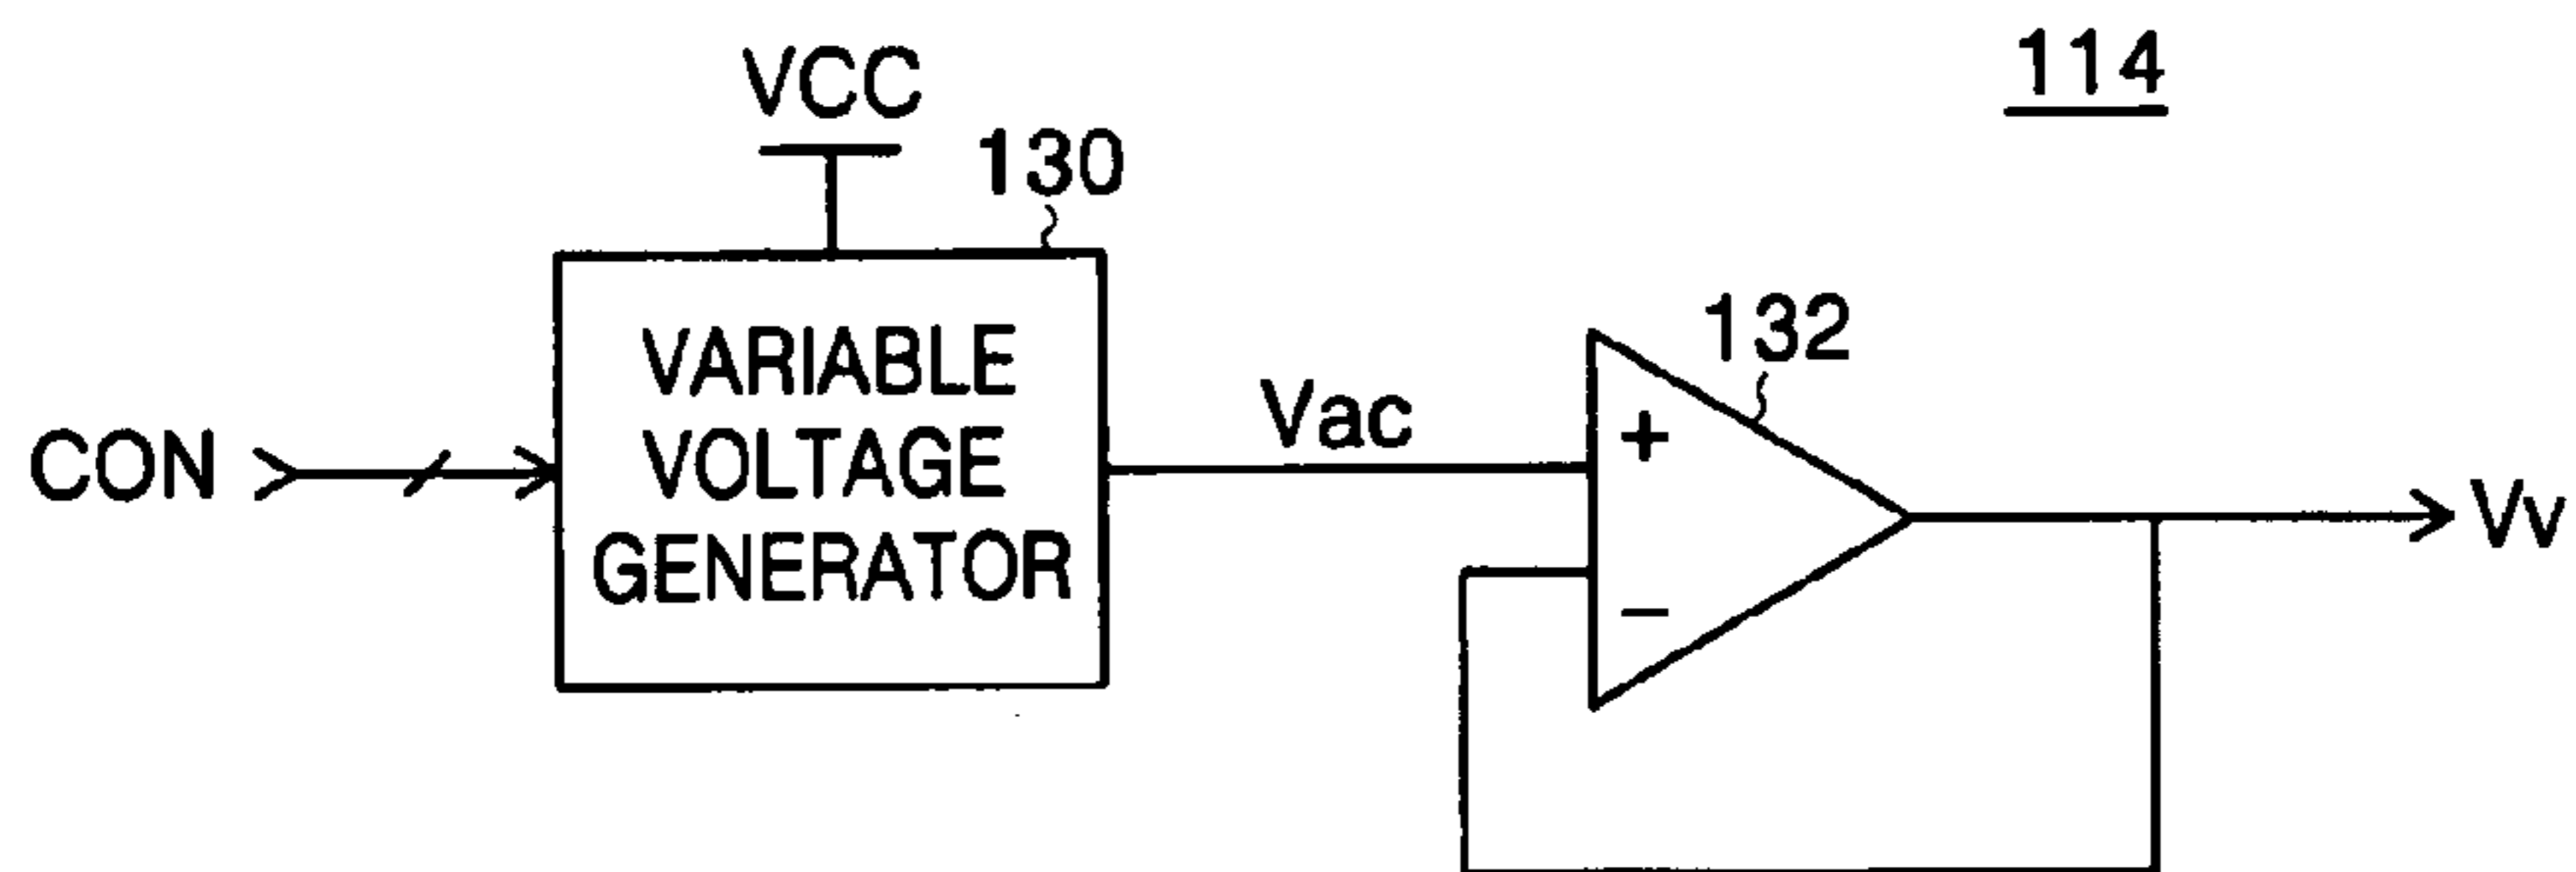 114
VCC
130
VARIABLE
VOLTAGE
GENERATOR
CON
Vac
132
+
−
Vv